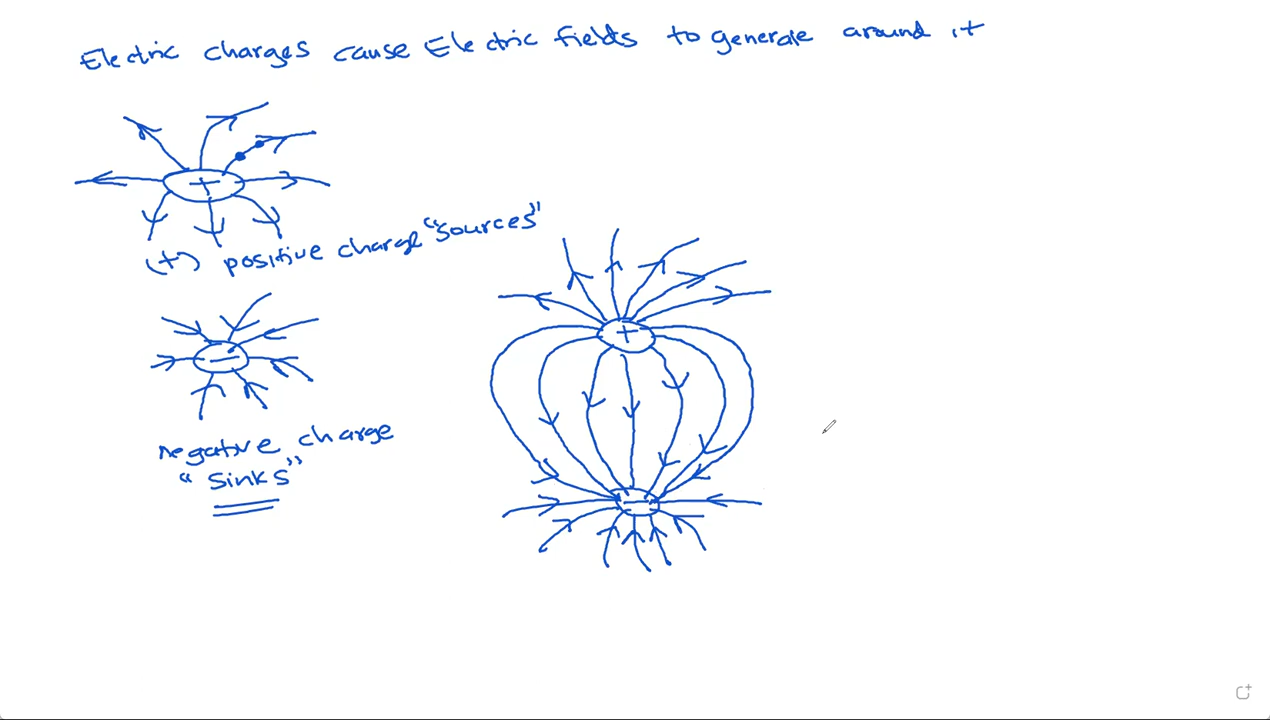 Electric charges cause Electric fields to generate around it
+
(+) positive charge "sources"
−
negative charge
"sinks"
+
−